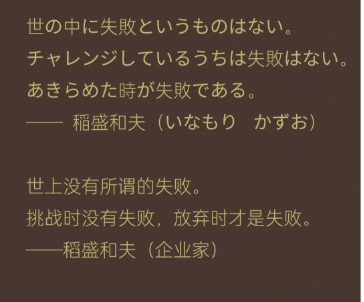 世の中に失敗というものはない。
チャレンジしているうちは失敗はない。
あきらめた時が失敗である。
—— 稲盛和夫（いなもり　かずお）
世上没有所谓的失败。
挑战时没有失败，放弃时才是失败。
——稻盛和夫（企业家）